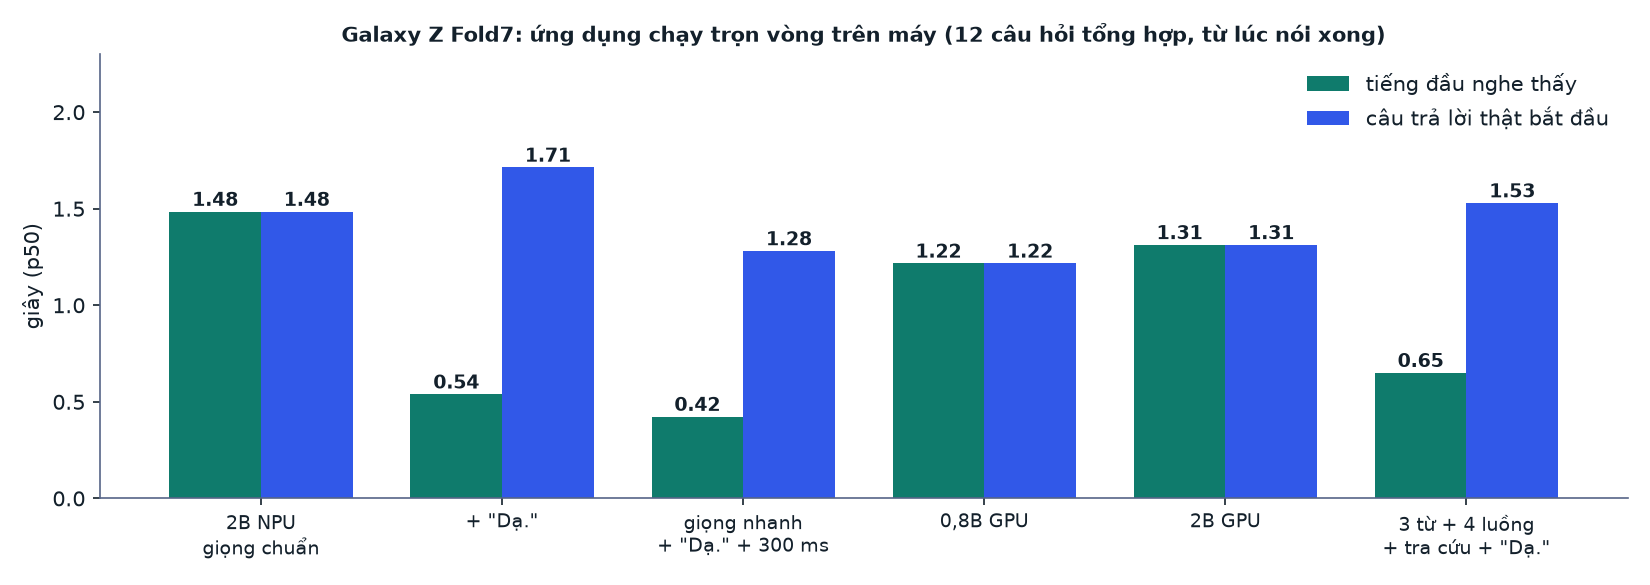 Galaxy Z Fold7: ứng dụng chạy trọn vòng trên máy (12 câu hỏi tổng hợp, từ lúc nói xong)
tiếng đầu nghe thấy
câu trả lời thật bắt đầu
giây (p50)
2.0
1.5
1.0
0.5
0.0
1.48
1.48
0.54
1.71
0.42
1.28
1.22
1.22
1.31
1.31
0.65
1.53
2B NPU
giọng chuẩn
+ "Dạ."
giọng nhanh
+ "Dạ." + 300 ms
0,8B GPU
2B GPU
3 từ + 4 luồng
+ tra cứu + "Dạ."